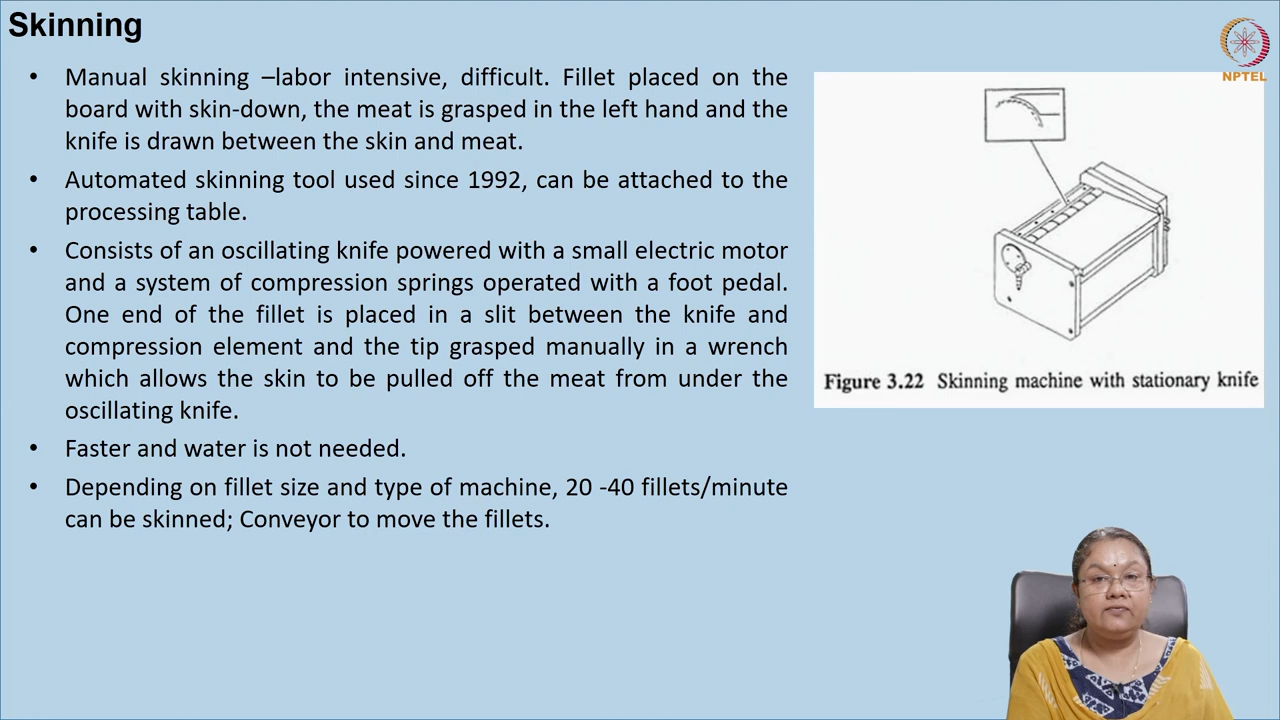 Skinning
NPTEL
• Manual skinning –labor intensive, difficult. Fillet placed on the
board with skin-down, the meat is grasped in the left hand and the
knife is drawn between the skin and meat.
• Automated skinning tool used since 1992, can be attached to the
processing table.
• Consists of an oscillating knife powered with a small electric motor
and a system of compression springs operated with a foot pedal.
One end of the fillet is placed in a slit between the knife and
compression element and the tip grasped manually in a wrench
which allows the skin to be pulled off the meat from under the
oscillating knife.
• Faster and water is not needed.
• Depending on fillet size and type of machine, 20 -40 fillets/minute
can be skinned; Conveyor to move the fillets.
Figure 3.22 Skinning machine with stationary knife